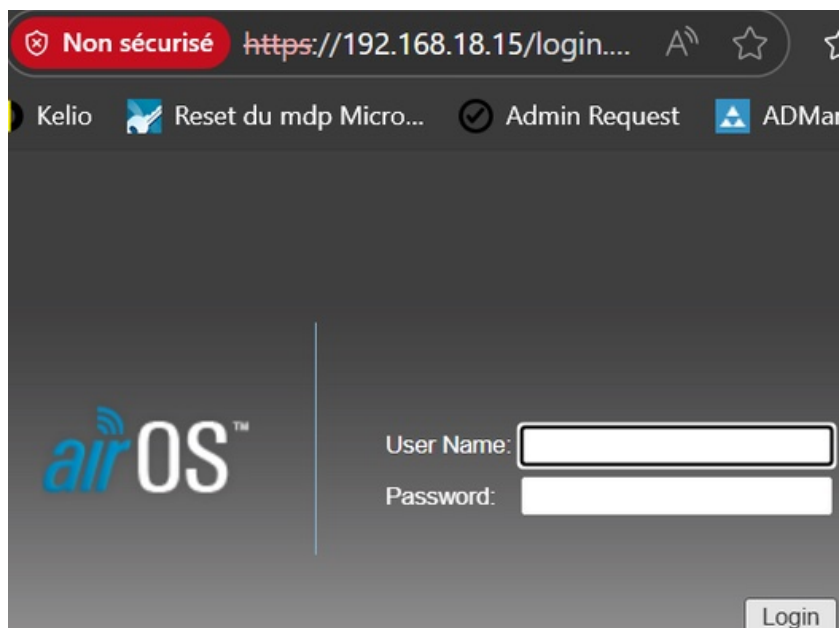 Non sécurisé https://192.168.18.15/login....
Kelio Reset du mdp Micro... Admin Request ADMan
airOS™
User Name:
Password:
Login